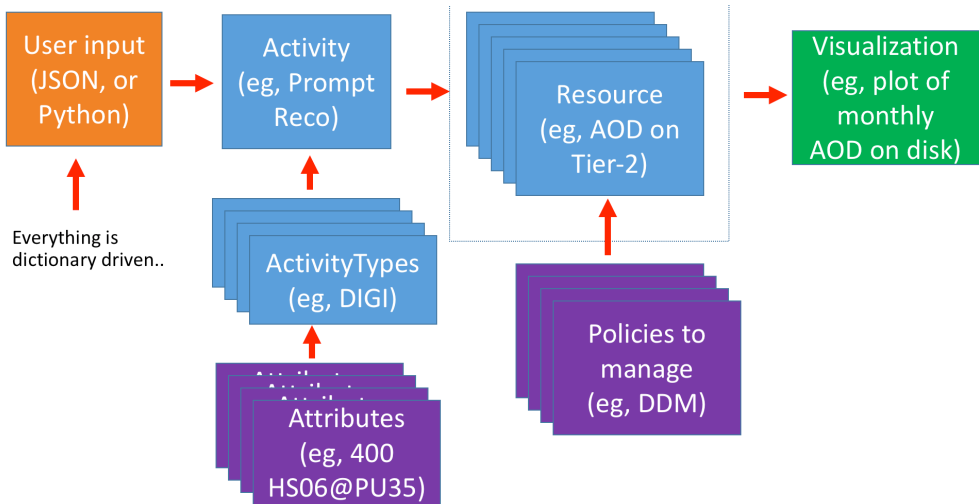 User input
(JSON, or
Python)
Activity
(eg, Prompt
Reco)
Resource
(eg, AOD on
Tier-2)
Visualization
(eg, plot of
monthly
AOD on disk)
Everything is
dictionary driven..
ActivityTypes
(eg, DIGI)
Policies to
manage
(eg, DDM)
Attributes
(eg, 400
HS06@PU35)